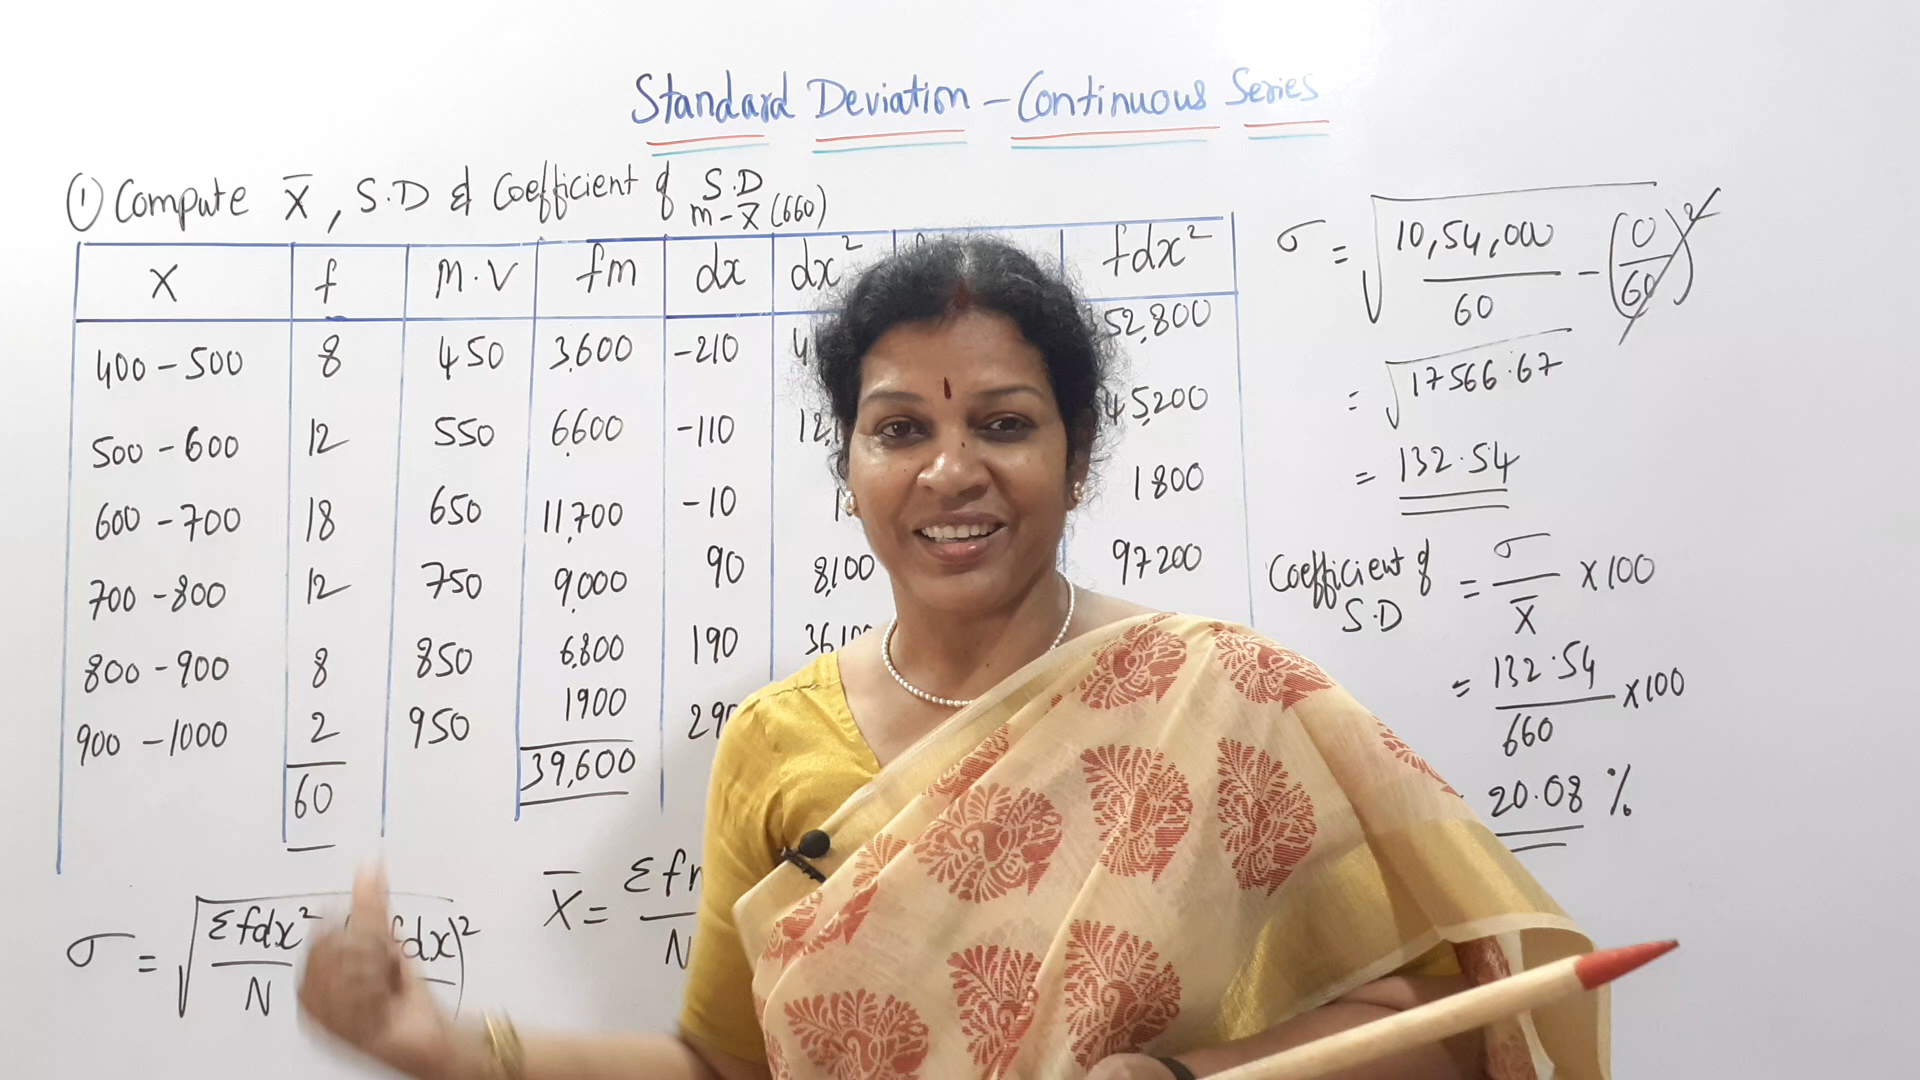 Standard Deviation - Continuous Series
① Compute X̅, S.D & Coefficient of S.D
m - X̅ (660)
X f M.V fm dx dx² fdx²
400 - 500 8 450 3,600 -210 52,800
500 - 600 12 550 6600 -110 45,200
600 - 700 18 650 11,700 -10 1800
700 - 800 12 750 9,000 90 8,100 97200
800 - 900 8 850 6,800 190
900 - 1000 2 950 1900
60 39,600
σ = √ Σfdx² / N fdx)²
X̅ = Σf / N
σ = √ 10,54,000 / 60 - (0 / 60)²
= √ 17566.67
= 132.54
Coefficient of S.D = σ / X̅ × 100
= 132.54 / 660 × 100
20.08 %